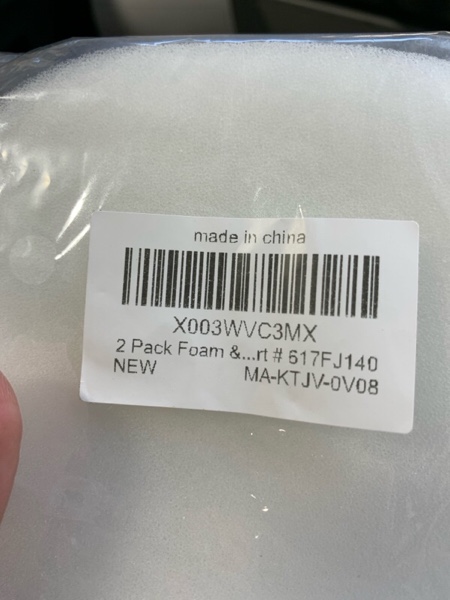 made in china
X003WVC3MX
2 Pack Foam &...rt # 617FJ140
NEW MA-KTJV-0V08